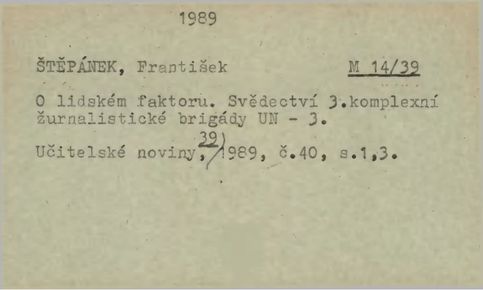 1989
ŠTĚPÁNEK, František M 14/39
O lidském faktoru. Svědectví 3.komplexní
žurnalistické brigády UN - 3.
39,
Učitelské noviny, 1989, č.40, s.1,3.